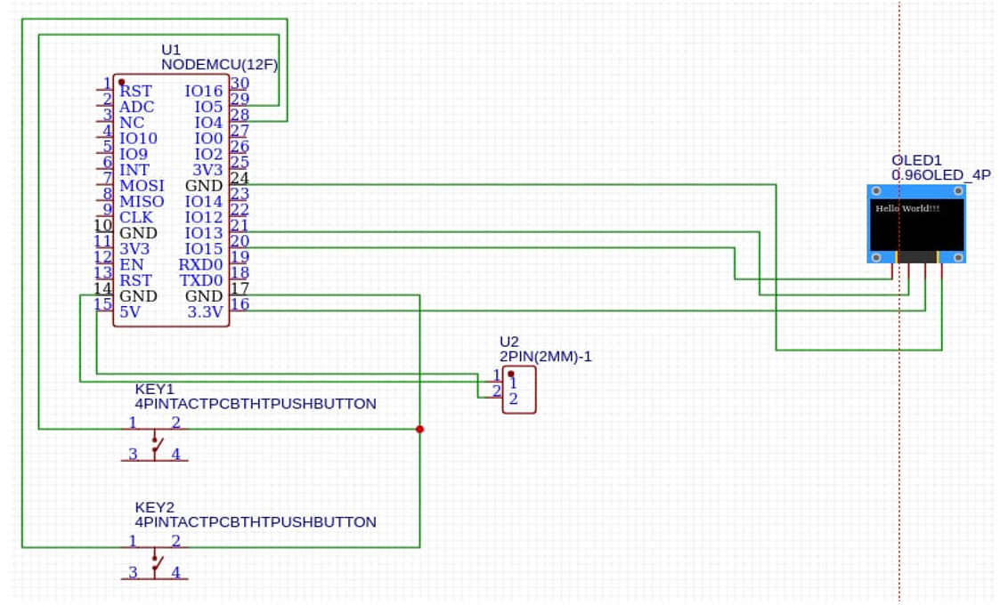 U1
NODEMCU(12F)
1 RST IO16 30
2 ADC IO5 29
3 NC IO4 28
4 IO10 IO0 27
5 IO9 IO2 26
6 INT 3V3 25
7 MOSI GND 24
8 MISO IO14 23
9 CLK IO12 22
10 GND IO13 21
11 3V3 IO15 20
12 EN RXD0 19
13 RST TXD0 18
14 GND GND 17
15 5V 3.3V 16
OLED1
0.96OLED_4P
Hello World!!!
U2
2PIN(2MM)-1
1 1
2 2
KEY1
4PINTACTPCBTHTPUSHBUTTON
1 2
3 4
KEY2
4PINTACTPCBTHTPUSHBUTTON
1 2
3 4